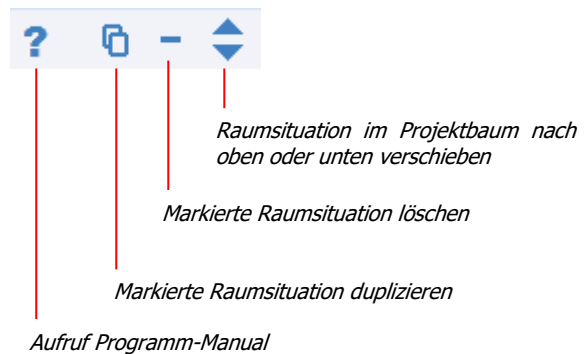 ?
Raumsituation im Projektbaum nach
oben oder unten verschieben
Markierte Raumsituation löschen
Markierte Raumsituation duplizieren
Aufruf Programm-Manual